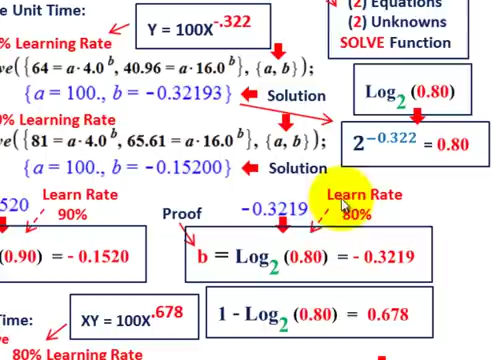 e Unit Time:
Y = 100X^-.322
(2) Equations
(2) Unknowns
SOLVE Function
% Learning Rate
ve({64 = a·4.0^b, 40.96 = a·16.0^b}, {a, b});
{a = 100., b = −0.32193}
Solution
Log2 (0.80)
0% Learning Rate
ve({81 = a·4.0^b, 65.61 = a·16.0^b}, {a, b});
2^−0.322 = 0.80
{a = 100., b = −0.15200}
Solution
520
Learn Rate
90%
Proof
-0.3219
Learn Rate
80%
(0.90) = - 0.1520
b = Log2 (0.80) = - 0.3219
Time:
XY = 100X^.678
1 - Log2 (0.80) = 0.678
ve
80% Learning Rate